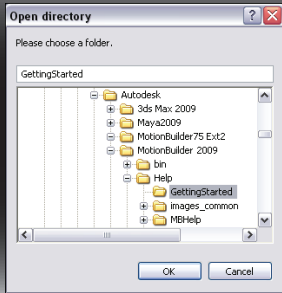 Open directory
Please choose a folder.
GettingStarted
Autodesk
3ds Max 2009
Maya2009
MotionBuilder75 Ext2
MotionBuilder 2009
bin
Help
GettingStarted
images_common
MBHelp
OK Cancel